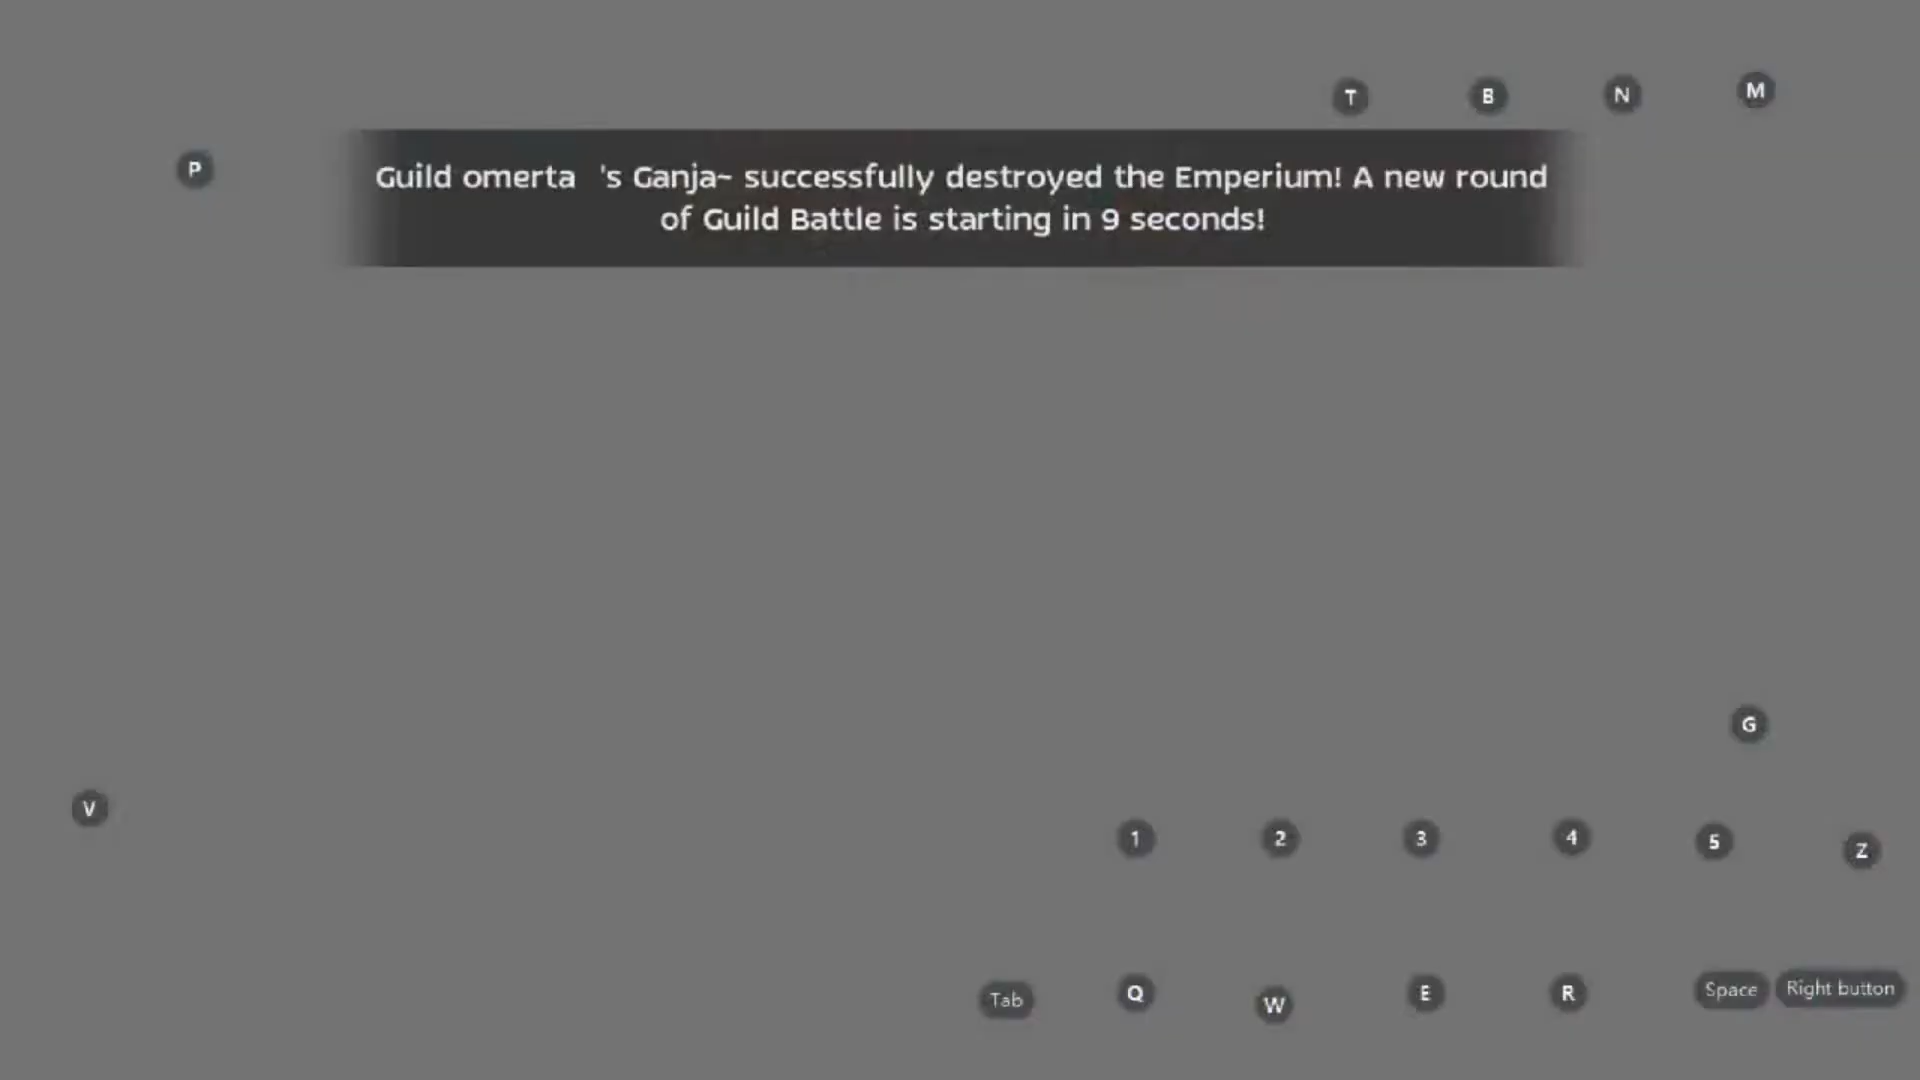 T B N M
P
Guild omerta 's Ganja~ successfully destroyed the Emperium! A new round
of Guild Battle is starting in 9 seconds!
G
V
1 2 3 4 5 Z
Tab Q W E R Space Right button